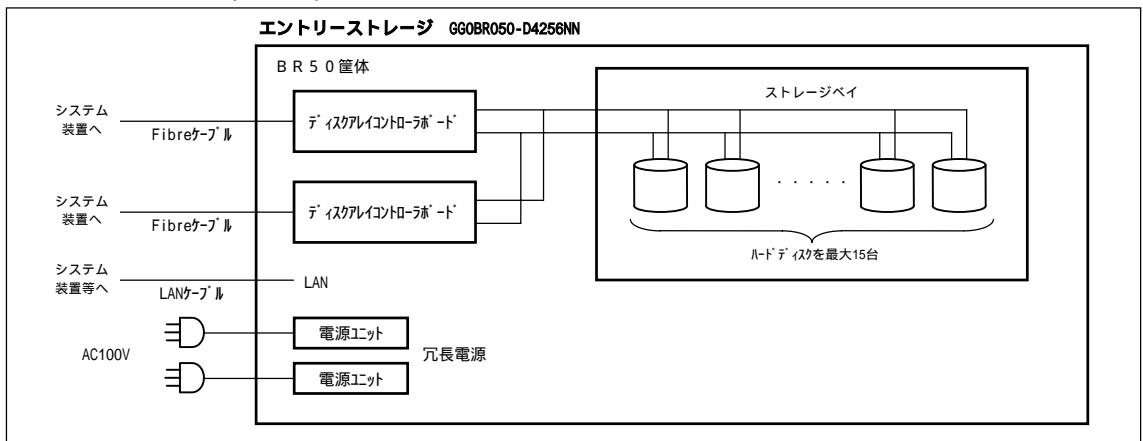 エントリーストレージ GG0BR050-D4256NN
ＢＲ５０筐体
ストレージベイ
システム
装置へ
Fibreｹｰﾌﾞﾙ
ﾃﾞｨｽｸｱﾚｲｺﾝﾄﾛｰﾗﾎﾞｰﾄﾞ
・・・・・
システム
装置へ
Fibreｹｰﾌﾞﾙ
ﾃﾞｨｽｸｱﾚｲｺﾝﾄﾛｰﾗﾎﾞｰﾄﾞ
ﾊｰﾄﾞﾃﾞｨｽｸを最大15台
システム
装置等へ
LANｹｰﾌﾞﾙ
LAN
AC100V
電源ﾕﾆｯﾄ
冗長電源
電源ﾕﾆｯﾄ